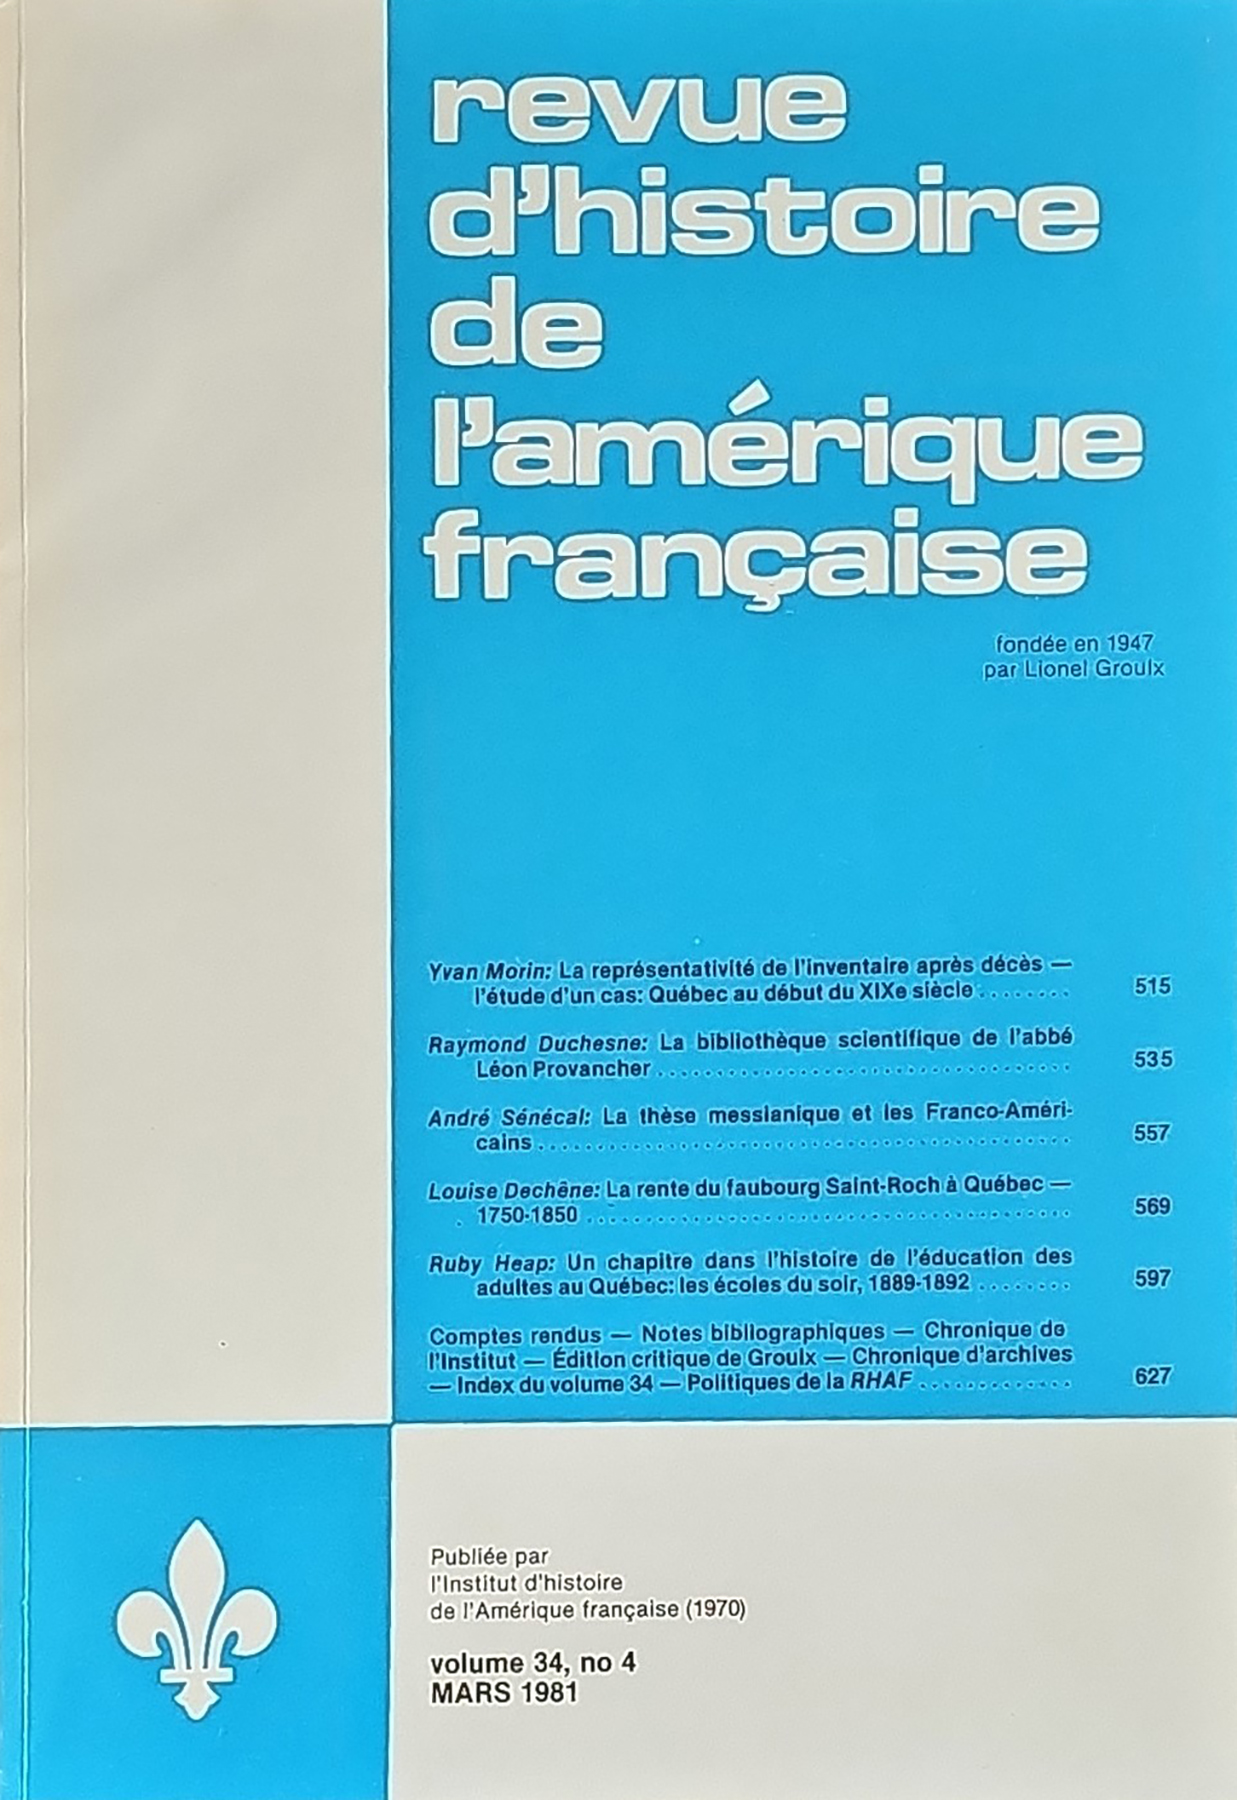 revue
d'histoire
de
l'amérique
française
fondée en 1947
par Lionel Groulx
Yvan Morin: La représentativité de l'inventaire après décès —
l'étude d'un cas: Québec au début du XIXe siècle ........ 515
Raymond Duchesne: La bibliothèque scientifique de l'abbé
Léon Provancher ................................... 535
André Sénécal: La thèse messianique et les Franco-Améri-
cains ............................................. 557
Louise Dechêne: La rente du faubourg Saint-Roch à Québec —
1750-1850 ......................................... 569
Ruby Heap: Un chapitre dans l'histoire de l'éducation des
adultes au Québec: les écoles du soir, 1889-1892 ........ 597
Comptes rendus — Notes bibliographiques — Chronique de
l'Institut — Édition critique de Groulx — Chronique d'archives
— Index du volume 34 — Politiques de la RHAF ............. 627
Publiée par
l'Institut d'histoire
de l'Amérique française (1970)
volume 34, no 4
MARS 1981